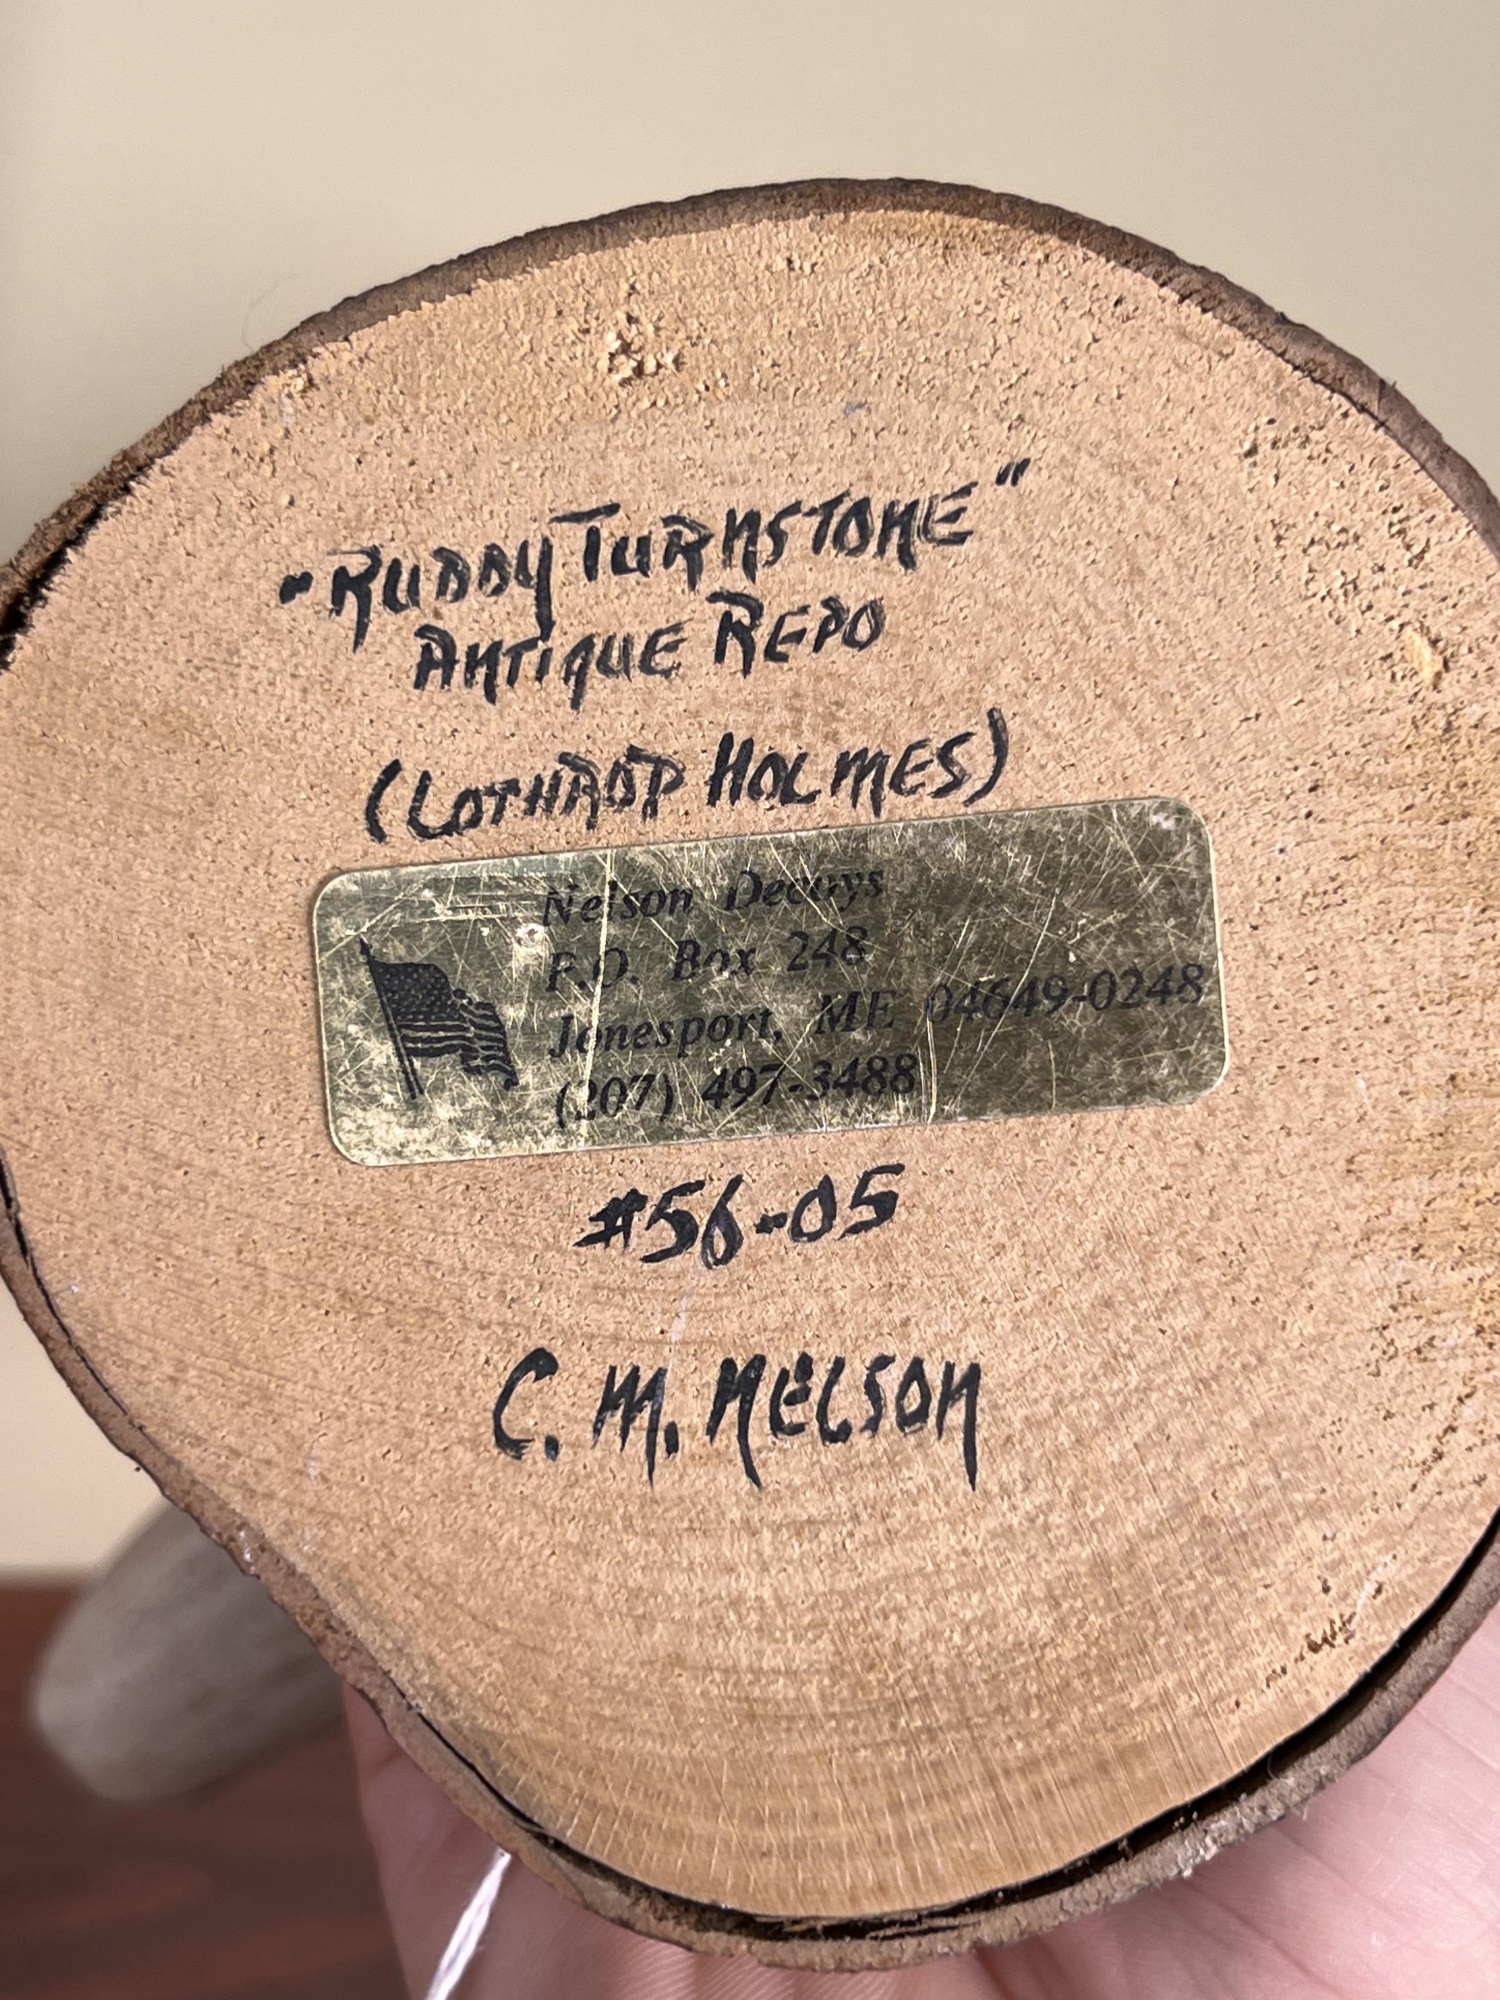 "RUDDY TURNSTONE"
ANTIQUE REPO
(LOTHROP HOLMES)
Nelson Decoys
P.O. Box 248
Jonesport, ME 04649-0248
(207) 497-3488
#56-05
C. M. NELSON